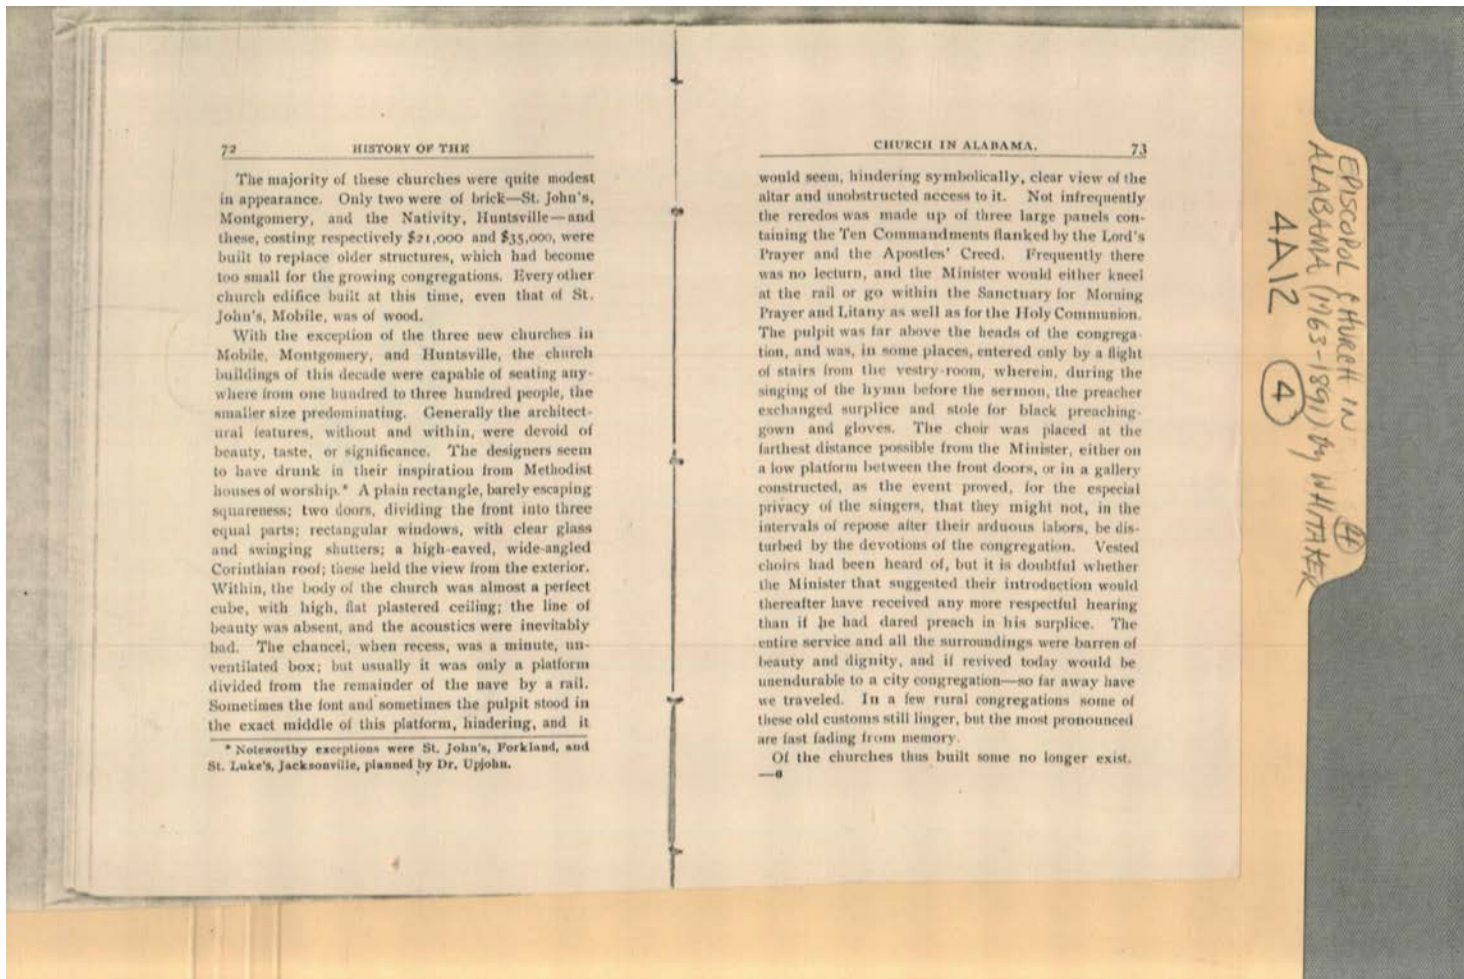 72 HISTORY OF THE
The majority of these churches were quite modest
in appearance. Only two were of brick—St. John's,
Montgomery, and the Nativity, Huntsville—and
these, costing respectively $21,000 and $35,000, were
built to replace older structures, which had become
too small for the growing congregations. Every other
church edifice built at this time, even that of St.
John's, Mobile, was of wood.
With the exception of the three new churches in
Mobile, Montgomery, and Huntsville, the church
buildings of this decade were capable of seating any-
where from one hundred to three hundred people, the
smaller size predominating. Generally the architect-
ural features, without and within, were devoid of
beauty, taste, or significance. The designers seem
to have drunk in their inspiration from Methodist
houses of worship.* A plain rectangle, barely escaping
squareness; two doors, dividing the front into three
equal parts; rectangular windows, with clear glass
and swinging shutters; a high-eaved, wide-angled
Corinthian roof; these held the view from the exterior.
Within, the body of the church was almost a perfect
cube, with high, flat plastered ceiling; the line of
beauty was absent, and the acoustics were inevitably
bad. The chancel, when recess, was a minute, un-
ventilated box; but usually it was only a platform
divided from the remainder of the nave by a rail.
Sometimes the font and sometimes the pulpit stood in
the exact middle of this platform, hindering, and it
* Noteworthy exceptions were St. John's, Forkland, and
St. Luke's, Jacksonville, planned by Dr. Upjohn.
CHURCH IN ALABAMA. 73
would seem, hindering symbolically, clear view of the
altar and unobstructed access to it. Not infrequently
the reredos was made up of three large panels con-
taining the Ten Commandments flanked by the Lord's
Prayer and the Apostles' Creed. Frequently there
was no lecturn, and the Minister would either kneel
at the rail or go within the Sanctuary for Morning
Prayer and Litany as well as for the Holy Communion.
The pulpit was far above the heads of the congrega-
tion, and was, in some places, entered only by a flight
of stairs from the vestry-room, wherein, during the
singing of the hymn before the sermon, the preacher
exchanged surplice and stole for black preaching-
gown and gloves. The choir was placed at the
farthest distance possible from the Minister, either on
a low platform between the front doors, or in a gallery
constructed, as the event proved, for the especial
privacy of the singers, that they might not, in the
intervals of repose after their arduous labors, be dis-
turbed by the devotions of the congregation. Vested
choirs had been heard of, but it is doubtful whether
the Minister that suggested their introduction would
thereafter have received any more respectful hearing
than if he had dared preach in his surplice. The
entire service and all the surroundings were barren of
beauty and dignity, and if revived today would be
unendurable to a city congregation—so far away have
we traveled. In a few rural congregations some of
these old customs still linger, but the most pronounced
are fast fading from memory.
Of the churches thus built some no longer exist.
—6
EPISCOPOL CHURCH IN (4)
ALABAMA (1763-1891) by WHITAKER
4A12 (4)